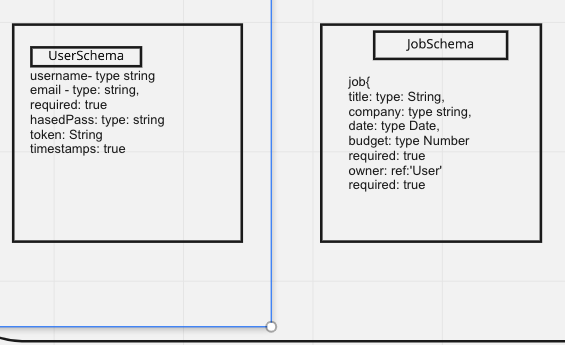 UserSchema
username- type string
email - type: string,
required: true
hasedPass: type: string
token: String
timestamps: true
JobSchema
job{
title: type: String,
company: type string,
date: type Date,
budget: type Number
required: true
owner: ref:'User'
required: true